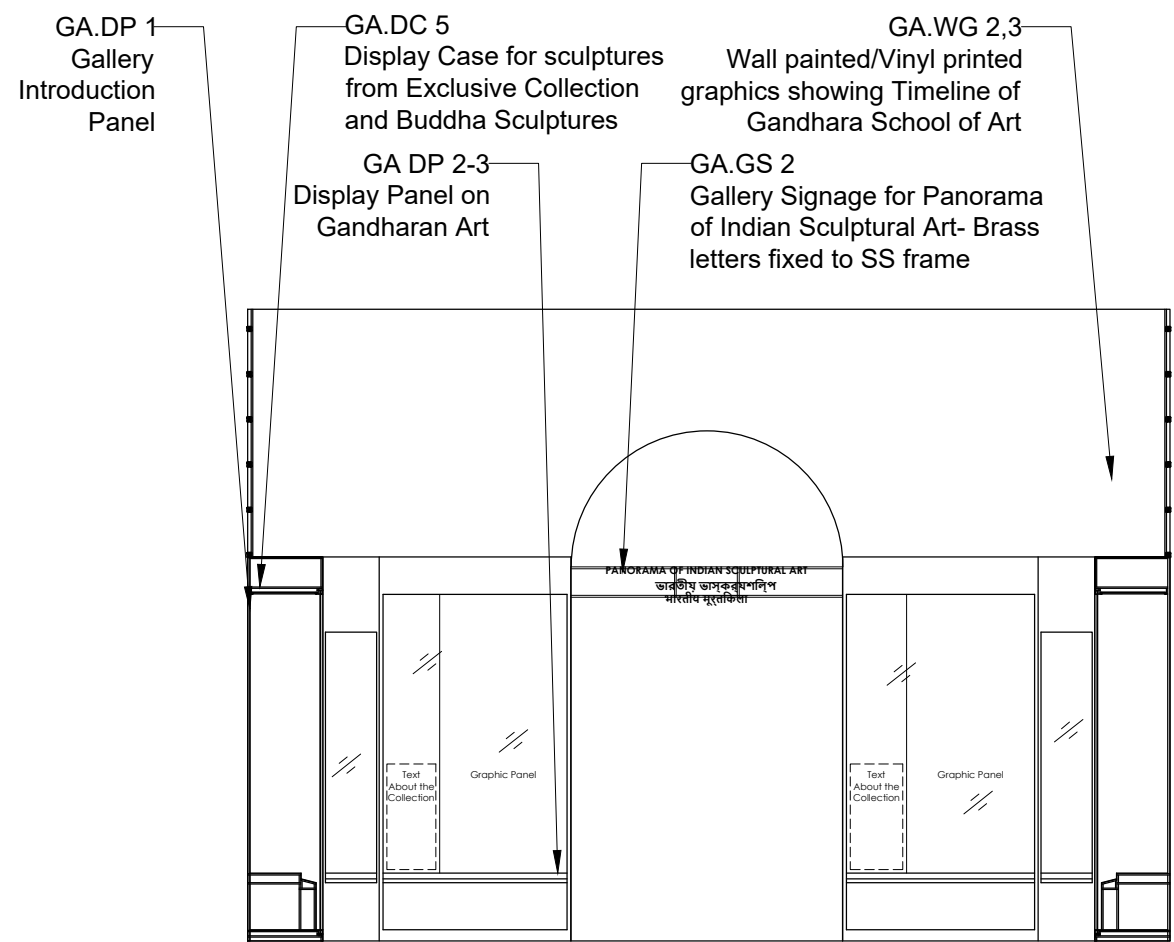 GA.DP 1
Gallery
Introduction
Panel
GA.DC 5
Display Case for sculptures
from Exclusive Collection
and Buddha Sculptures
GA.WG 2,3
Wall painted/Vinyl printed
graphics showing Timeline of
Gandhara School of Art
GA DP 2-3
Display Panel on
Gandharan Art
GA.GS 2
Gallery Signage for Panorama
of Indian Sculptural Art- Brass
letters fixed to SS frame
PANORAMA OF INDIAN SCULPTURAL ART
ভারতীয় ভাস্কর্যশিল্প
भारतीय
Text
About the
Collection
Graphic Panel
Text
About the
Collection
Graphic Panel